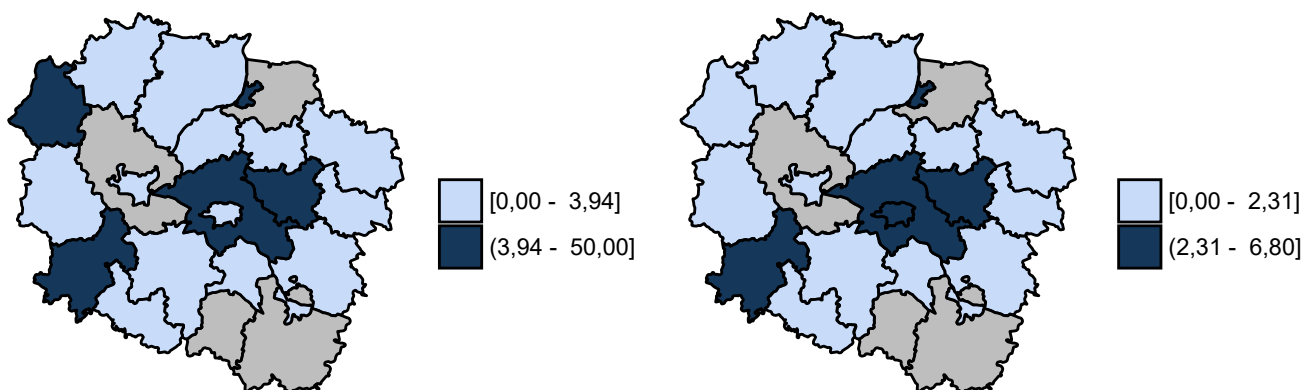 [0,00 - 3,94]
(3,94 - 50,00]
[0,00 - 2,31]
(2,31 - 6,80]